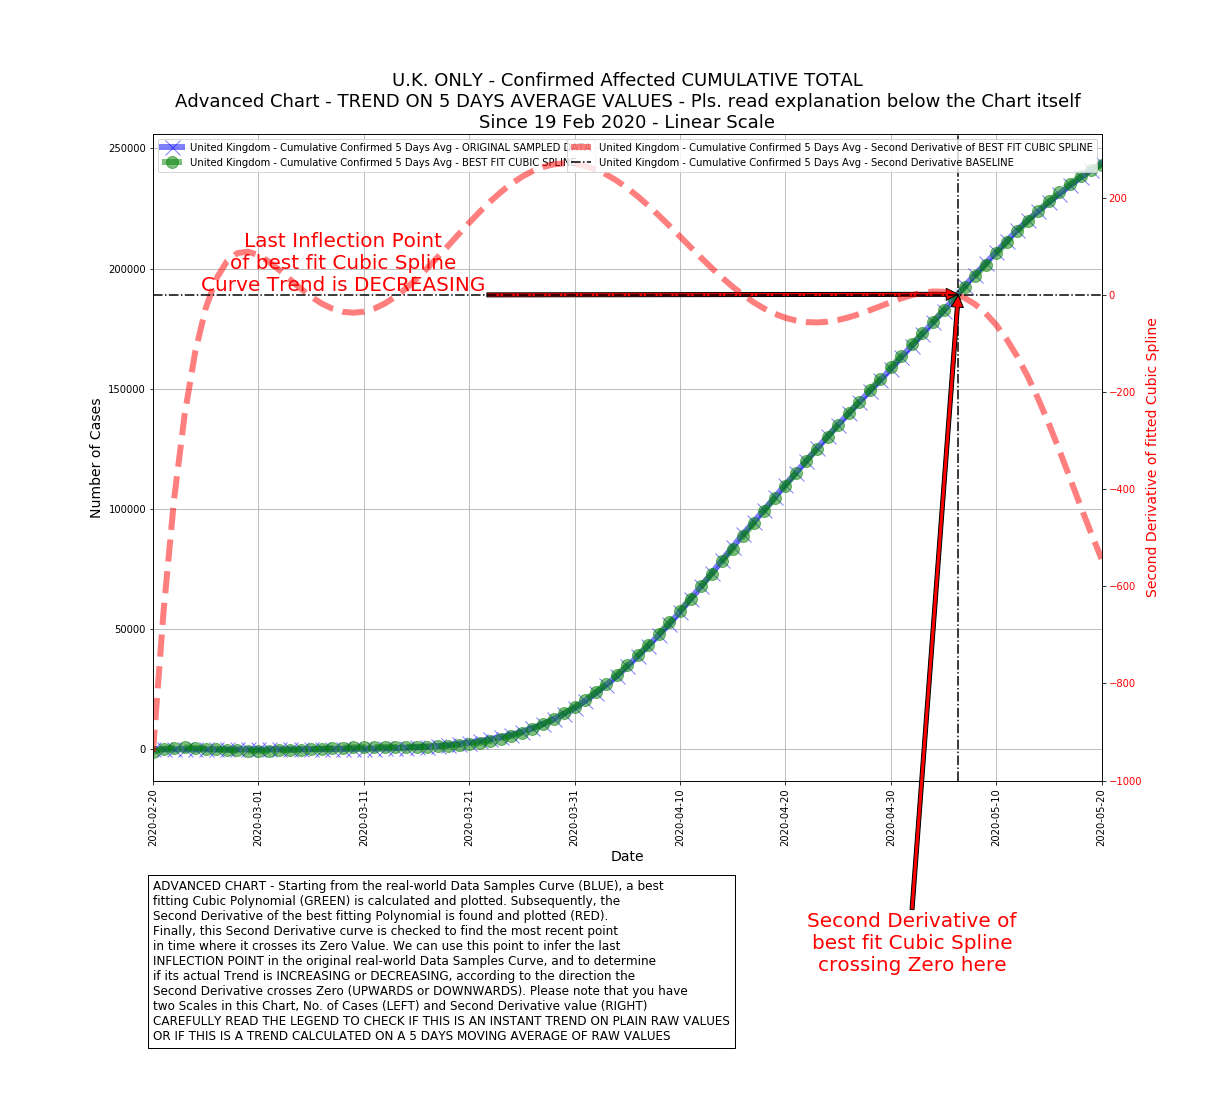 U.K. ONLY - Confirmed Affected CUMULATIVE TOTAL
Advanced Chart - TREND ON 5 DAYS AVERAGE VALUES - Pls. read explanation below the Chart itself
Since 19 Feb 2020 - Linear Scale
United Kingdom - Cumulative Confirmed 5 Days Avg - ORIGINAL SAMPLED DATA
United Kingdom - Cumulative Confirmed 5 Days Avg - BEST FIT CUBIC SPLINE
United Kingdom - Cumulative Confirmed 5 Days Avg - Second Derivative of BEST FIT CUBIC SPLINE
United Kingdom - Cumulative Confirmed 5 Days Avg - Second Derivative BASELINE
Last Inflection Point
of best fit Cubic Spline
Curve Trend is DECREASING
Number of Cases
250000
200000
150000
100000
50000
0
200
0
−200
−400
−600
−800
−1000
Second Derivative of fitted Cubic Spline
2020-02-20
2020-03-01
2020-03-11
2020-03-21
2020-03-31
2020-04-10
2020-04-20
2020-04-30
2020-05-10
2020-05-20
Date
ADVANCED CHART - Starting from the real-world Data Samples Curve (BLUE), a best
fitting Cubic Polynomial (GREEN) is calculated and plotted. Subsequently, the
Second Derivative of the best fitting Polynomial is found and plotted (RED).
Finally, this Second Derivative curve is checked to find the most recent point
in time where it crosses its Zero Value. We can use this point to infer the last
INFLECTION POINT in the original real-world Data Samples Curve, and to determine
if its actual Trend is INCREASING or DECREASING, according to the direction the
Second Derivative crosses Zero (UPWARDS or DOWNWARDS). Please note that you have
two Scales in this Chart, No. of Cases (LEFT) and Second Derivative value (RIGHT)
CAREFULLY READ THE LEGEND TO CHECK IF THIS IS AN INSTANT TREND ON PLAIN RAW VALUES
OR IF THIS IS A TREND CALCULATED ON A 5 DAYS MOVING AVERAGE OF RAW VALUES
Second Derivative of
best fit Cubic Spline
crossing Zero here